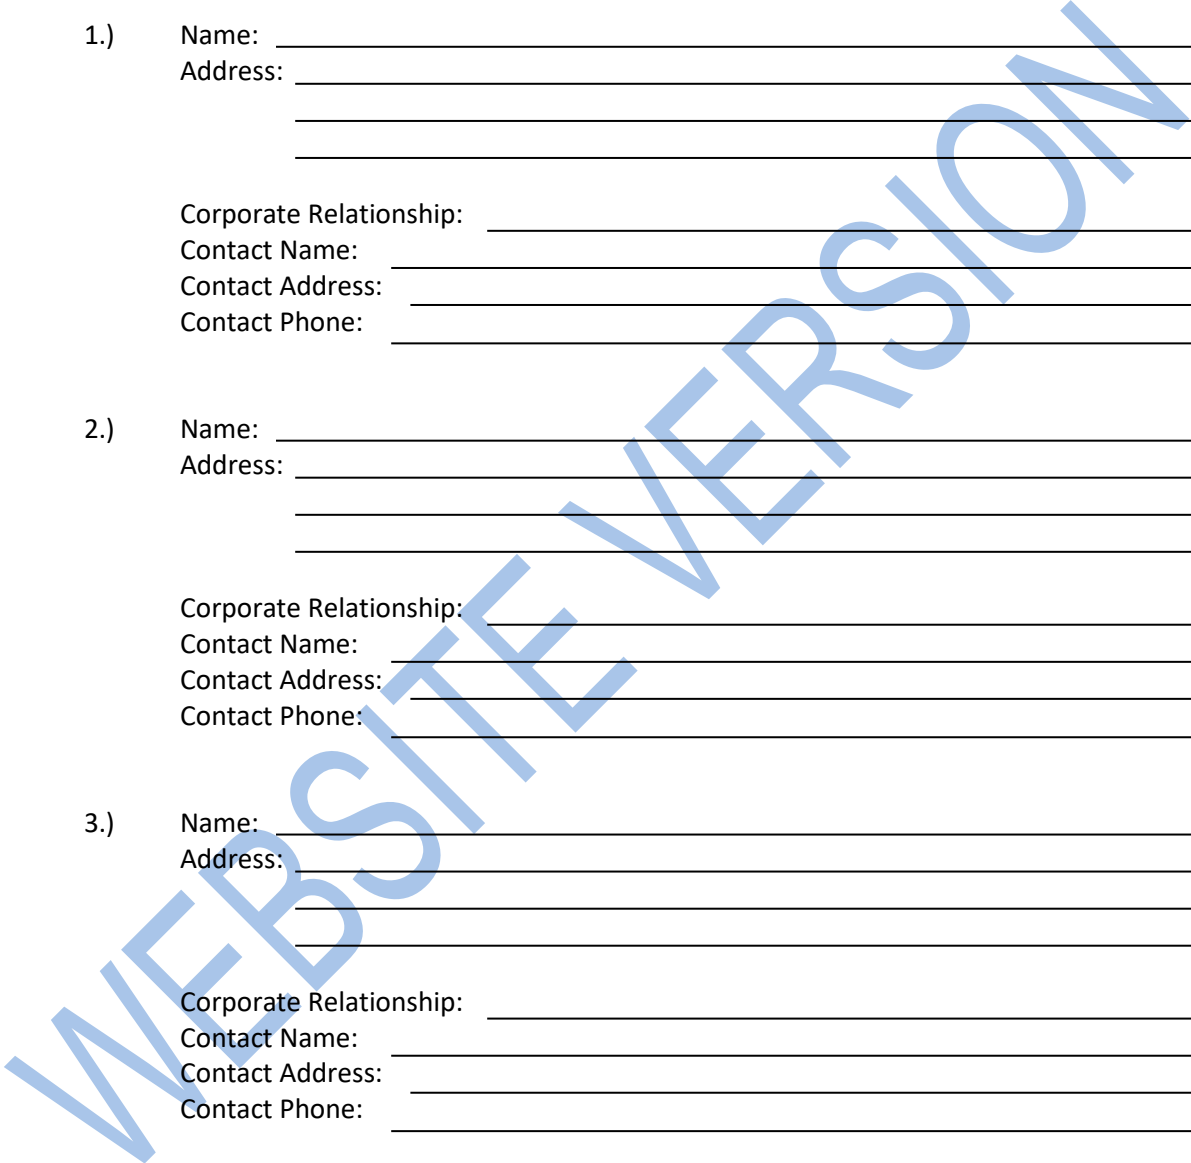 1.) Name:
Address:
Corporate Relationship:
Contact Name:
Contact Address:
Contact Phone:
2.) Name:
Address:
Corporate Relationship:
Contact Name:
Contact Address:
Contact Phone:
3.) Name:
Address:
Corporate Relationship:
Contact Name:
Contact Address:
Contact Phone:
WEBSITE VERSION